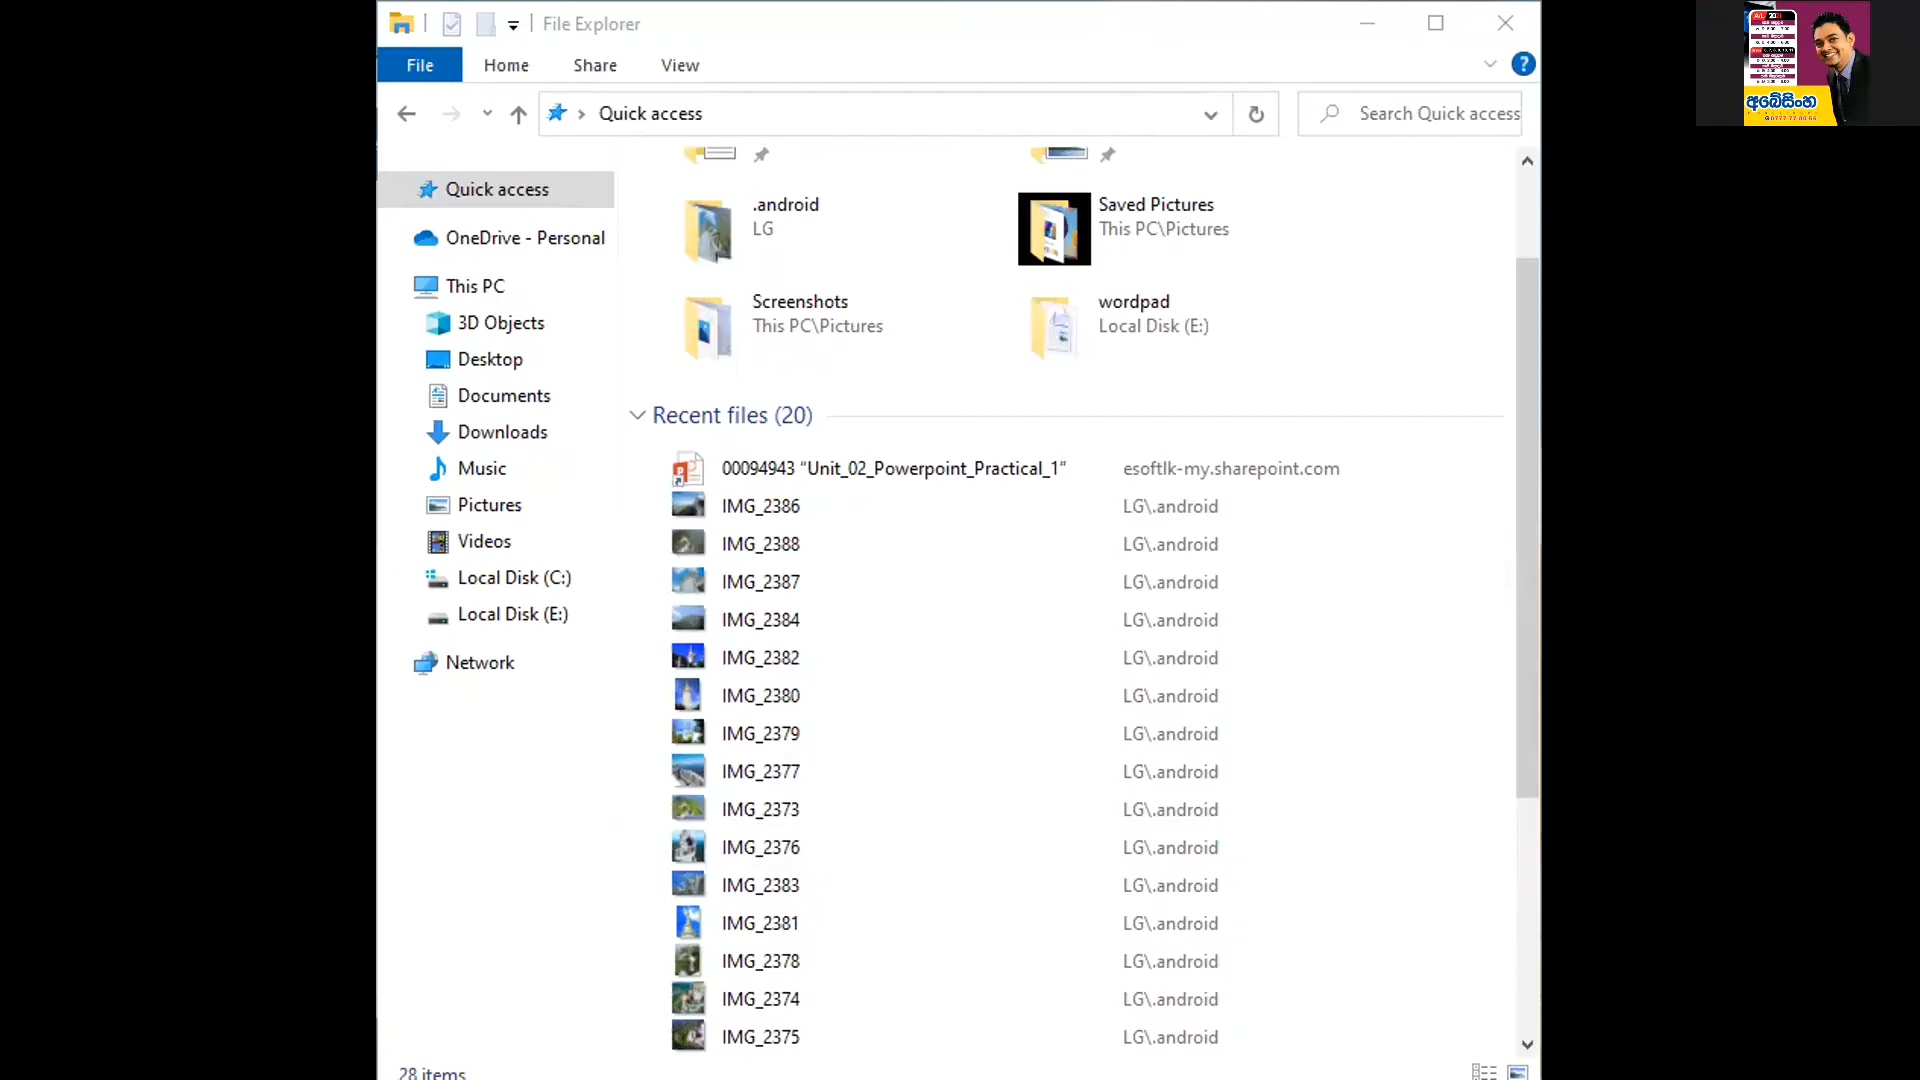 File Explorer
File Home Share View
Quick access
Search Quick access
Quick access
OneDrive - Personal
This PC
3D Objects
Desktop
Documents
Downloads
Music
Pictures
Videos
Local Disk (C:)
Local Disk (E:)
Network
.android
LG
Saved Pictures
This PC\Pictures
Screenshots
This PC\Pictures
wordpad
Local Disk (E:)
Recent files (20)
00094943 “Unit_02_Powerpoint_Practical_1” esoftlk-my.sharepoint.com
IMG_2386 LG\.android
IMG_2388 LG\.android
IMG_2387 LG\.android
IMG_2384 LG\.android
IMG_2382 LG\.android
IMG_2380 LG\.android
IMG_2379 LG\.android
IMG_2377 LG\.android
IMG_2373 LG\.android
IMG_2376 LG\.android
IMG_2383 LG\.android
IMG_2381 LG\.android
IMG_2378 LG\.android
IMG_2374 LG\.android
IMG_2375 LG\.android
28 items
අබේසිංහ